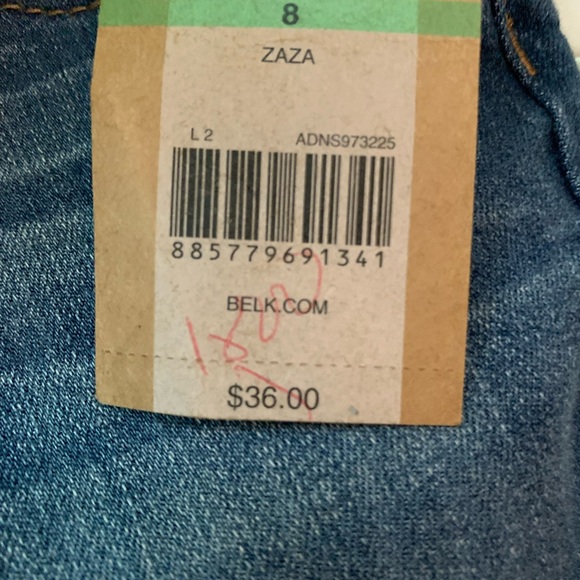 8
ZAZA
L 2 ADNS973225
885779691341
BELK.COM
$36.00